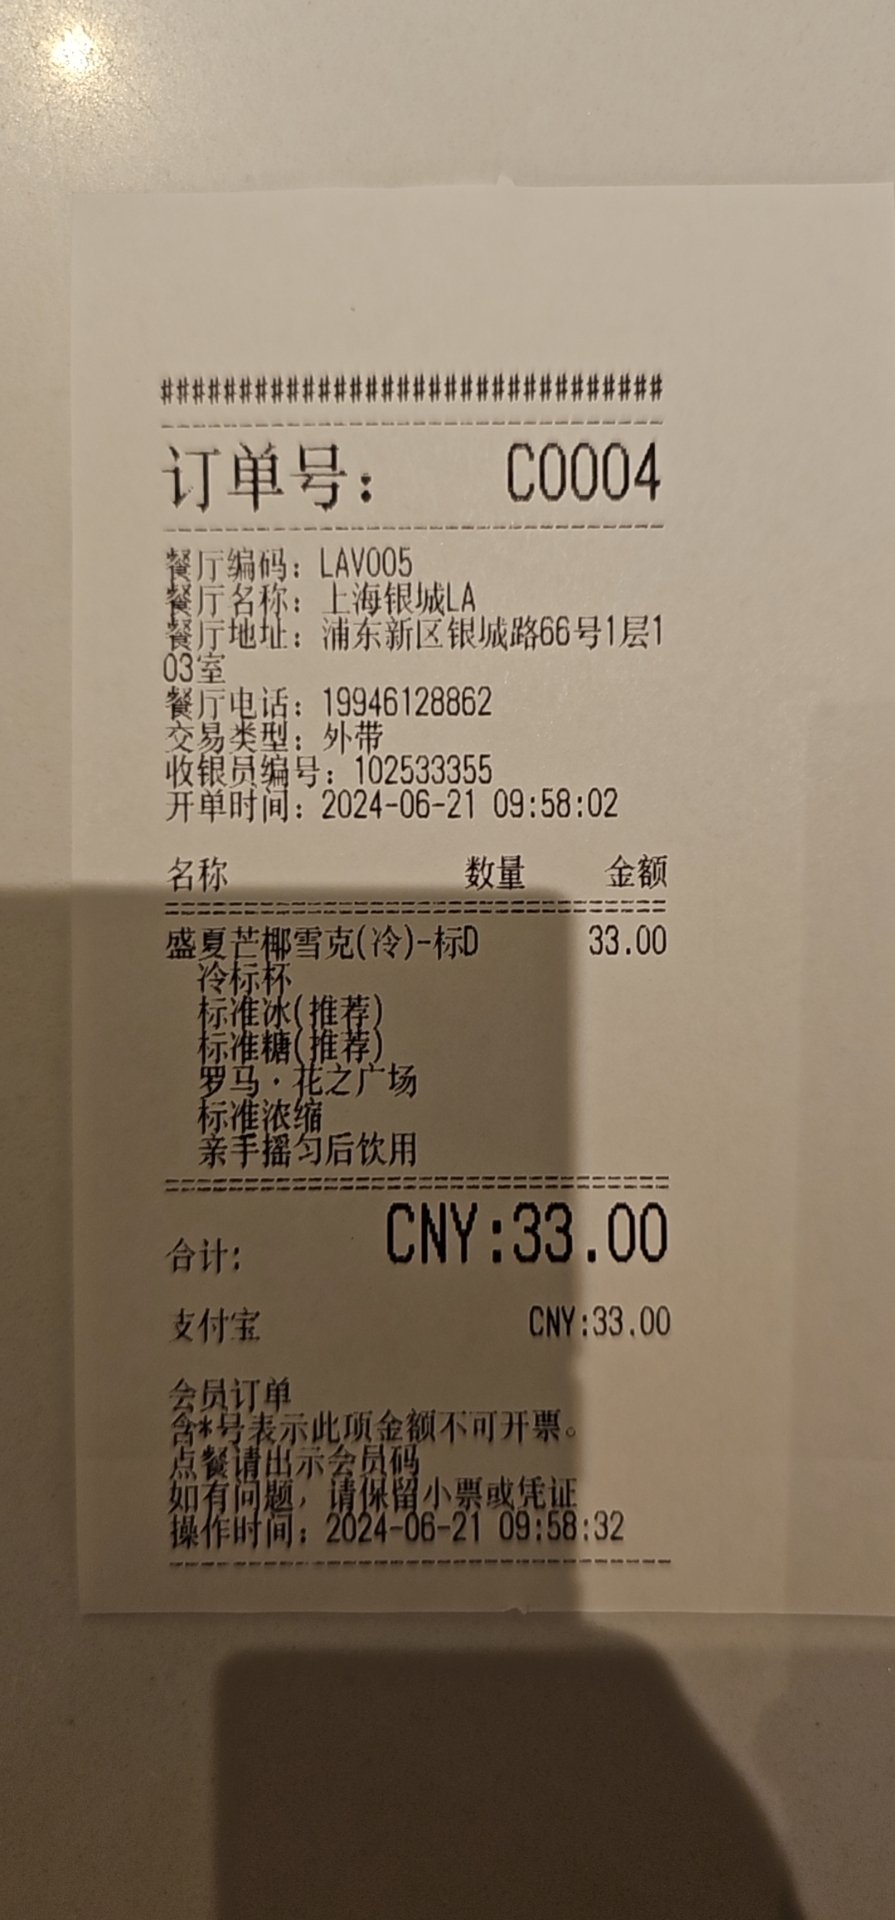 ################################
--------------------------------
订单号： C0004
--------------------------------
餐厅编码：LAV005
餐厅名称：上海银城LA
餐厅地址：浦东新区银城路66号1层1
03室
餐厅电话：19946128862
交易类型：外带
收银员编号：102533355
开单时间：2024-06-21 09:58:02
名称 数量 金额
================================
盛夏芒椰雪克(冷)-标D 33.00
冷标杯
标准冰(推荐)
标准糖(推荐)
罗马·花之广场
标准浓缩
亲手摇匀后饮用
================================
合计: CNY:33.00
支付宝 CNY:33.00
会员订单
含*号表示此项金额不可开票。
点餐请出示会员码
如有问题，请保留小票或凭证
操作时间：2024-06-21 09:58:32
--------------------------------